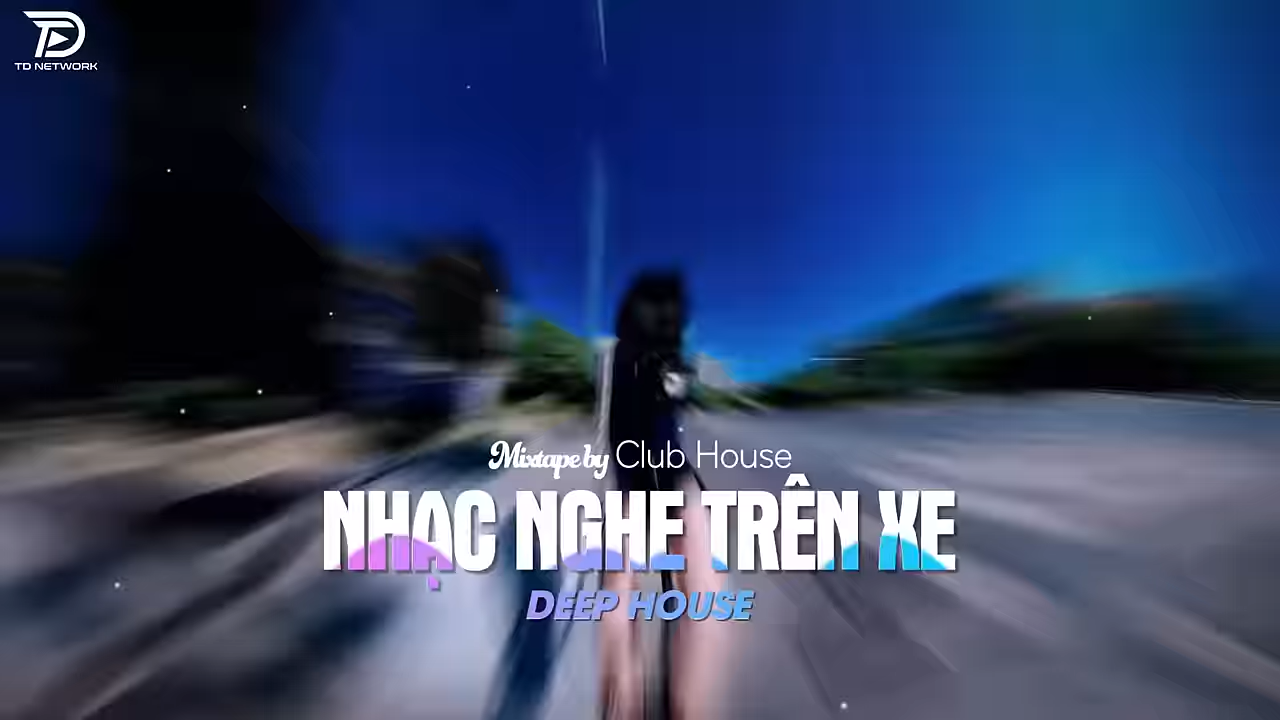 TD NETWORK
Mixtape by Club House
NHẠC NGHE TRÊN XE
DEEP HOUSE